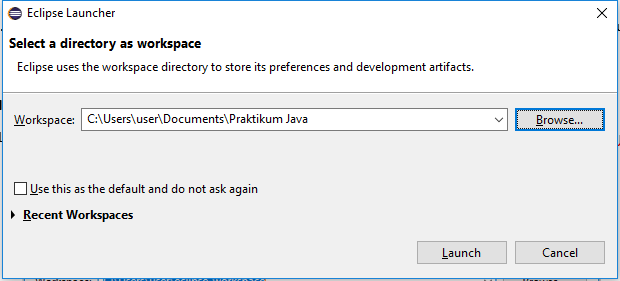 Eclipse Launcher
Select a directory as workspace
Eclipse uses the workspace directory to store its preferences and development artifacts.
Workspace: C:\Users\user\Documents\Praktikum Java Browse...
Use this as the default and do not ask again
Recent Workspaces
Launch Cancel